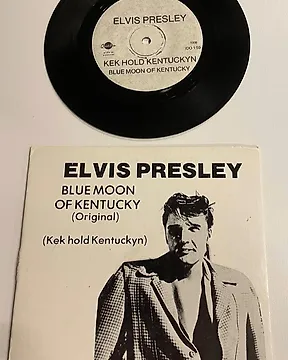 ELVIS PRESLEY
KEK HOLD KENTUCKYN
BLUE MOON OF KENTUCKY
ELVIS PRESLEY
BLUE MOON
OF KENTUCKY
(Original)
(Kek hold Kentuckyn)